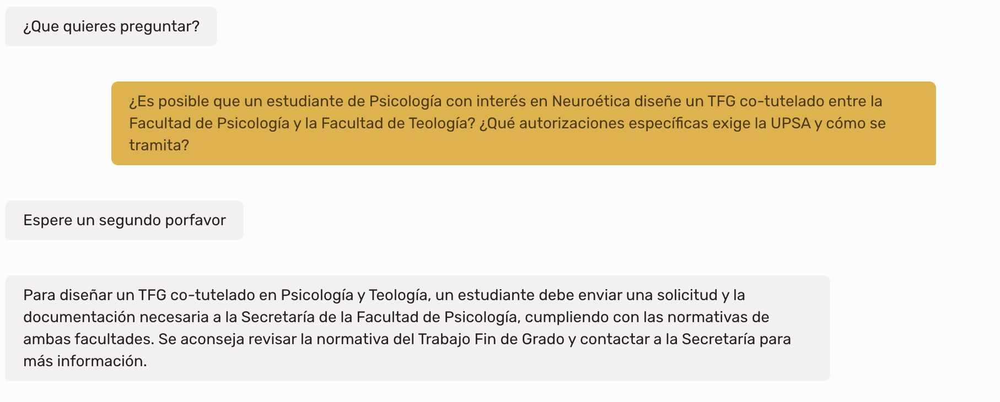 ¿Que quieres preguntar?
¿Es posible que un estudiante de Psicología con interés en Neuroética diseñe un TFG co-tutelado entre la
Facultad de Psicología y la Facultad de Teología? ¿Qué autorizaciones específicas exige la UPSA y cómo se
tramita?
Espere un segundo porfavor
Para diseñar un TFG co-tutelado en Psicología y Teología, un estudiante debe enviar una solicitud y la
documentación necesaria a la Secretaría de la Facultad de Psicología, cumpliendo con las normativas de
ambas facultades. Se aconseja revisar la normativa del Trabajo Fin de Grado y contactar a la Secretaría para
más información.